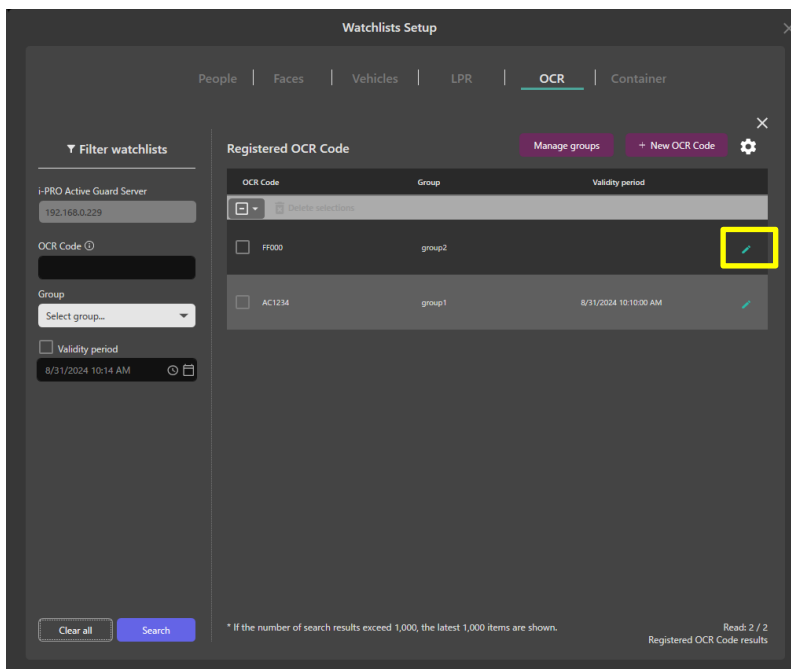 Watchlists Setup
People
Faces
Vehicles
LPR
OCR
Container
Filter watchlists
i-PRO Active Guard Server
192.168.0.229
OCR Code
Group
Select group...
Validity period
8/31/2024 10:14 AM
Clear all
Search
Registered OCR Code
Manage groups
+ New OCR Code
OCR Code Group Validity period
Delete selections
FF000 group2
AC1234 group1 8/31/2024 10:10:00 AM
* If the number of search results exceed 1,000, the latest 1,000 items are shown.
Read: 2 / 2
Registered OCR Code results